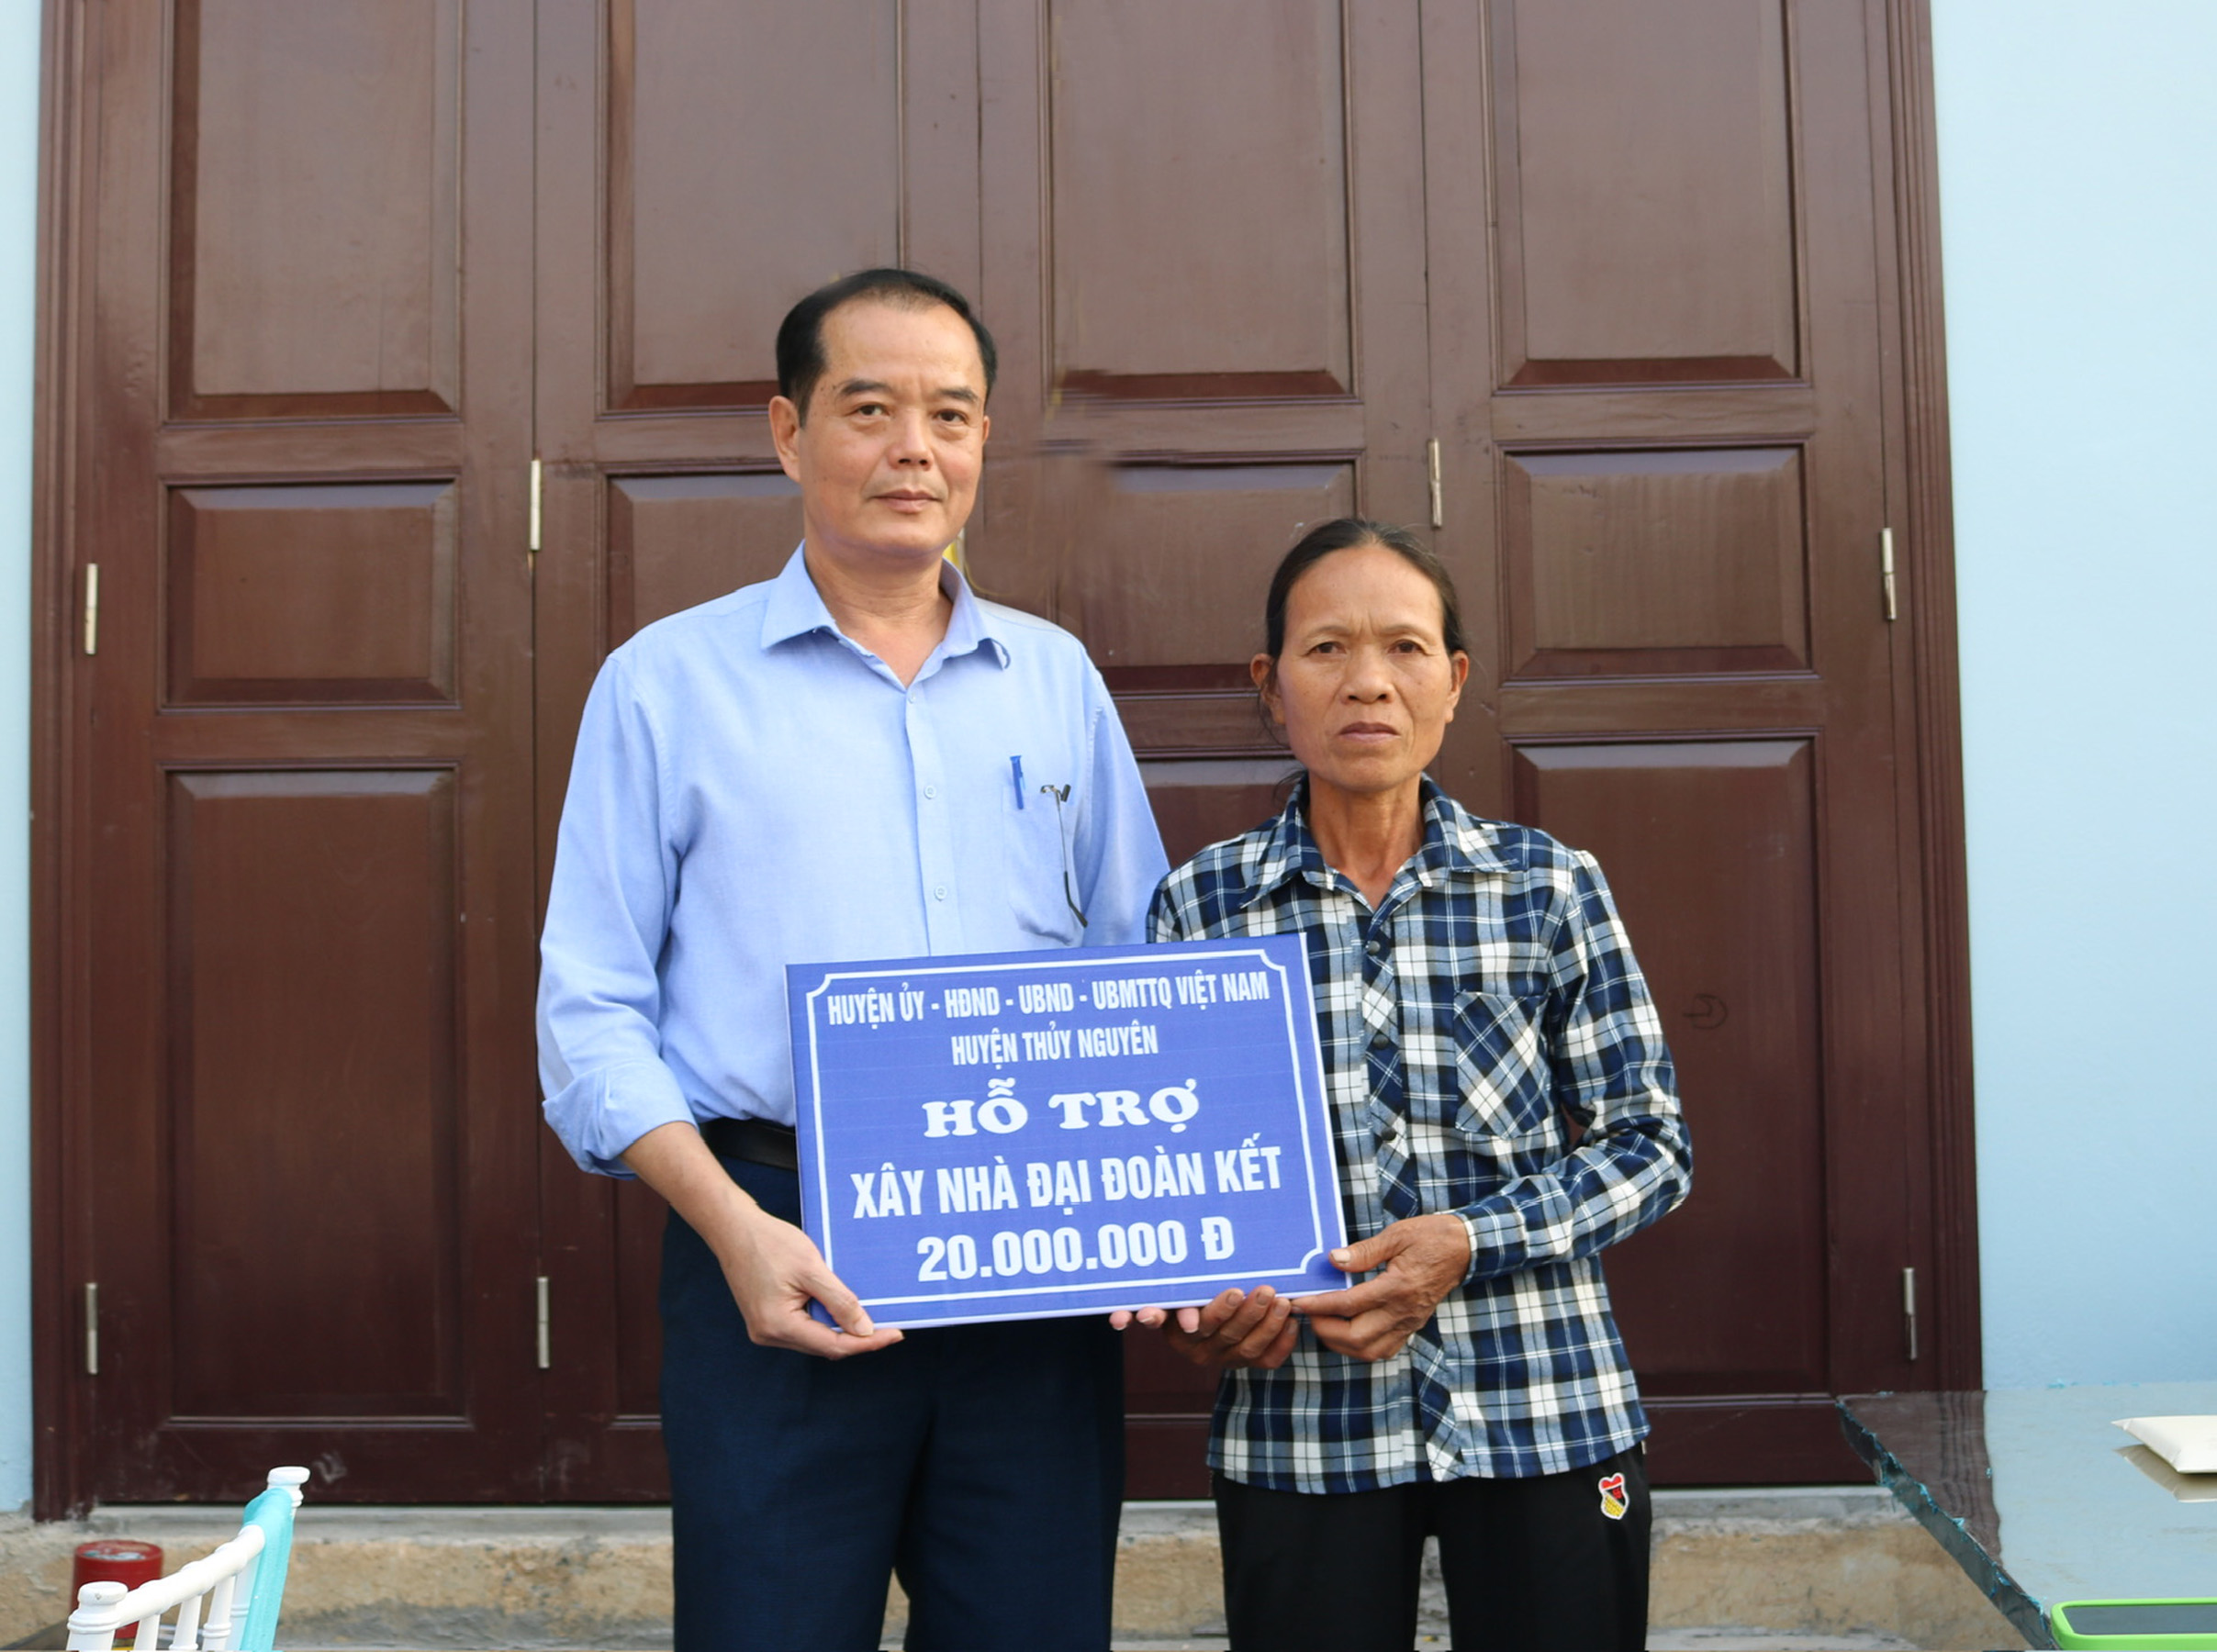 HUYỆN ỦY - HĐND - UBND - UBMTTQ VIỆT NAM
HUYỆN THỦY NGUYÊN
HỖ TRỢ
XÂY NHÀ ĐẠI ĐOÀN KẾT
20.000.000 Đ